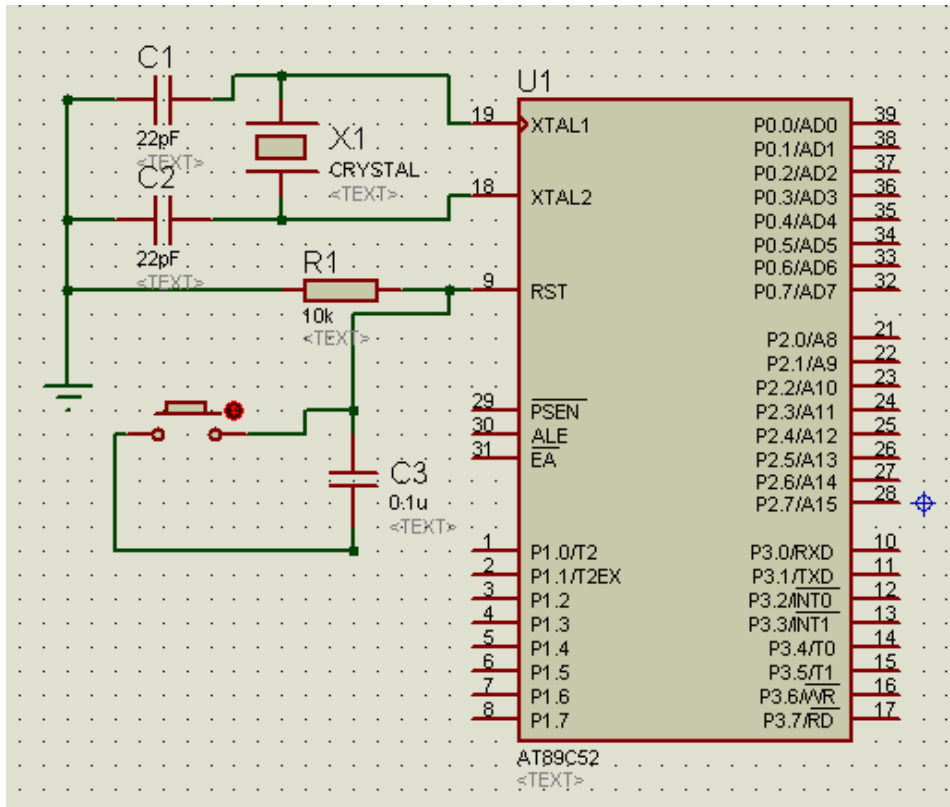 C1
22pF
<TEXT>
C2
22pF
<TEXT>
X1
CRYSTAL
<TEXT>
R1
10k
<TEXT>
C3
0.1u
<TEXT>
U1
19 XTAL1
18 XTAL2
9 RST
29 PSEN
30 ALE
31 EA
1 P1.0/T2
2 P1.1/T2EX
3 P1.2
4 P1.3
5 P1.4
6 P1.5
7 P1.6
8 P1.7
P0.0/AD0 39
P0.1/AD1 38
P0.2/AD2 37
P0.3/AD3 36
P0.4/AD4 35
P0.5/AD5 34
P0.6/AD6 33
P0.7/AD7 32
P2.0/A8 21
P2.1/A9 22
P2.2/A10 23
P2.3/A11 24
P2.4/A12 25
P2.5/A13 26
P2.6/A14 27
P2.7/A15 28
P3.0/RXD 10
P3.1/TXD 11
P3.2/INT0 12
P3.3/INT1 13
P3.4/T0 14
P3.5/T1 15
P3.6/WR 16
P3.7/RD 17
AT89C52
<TEXT>